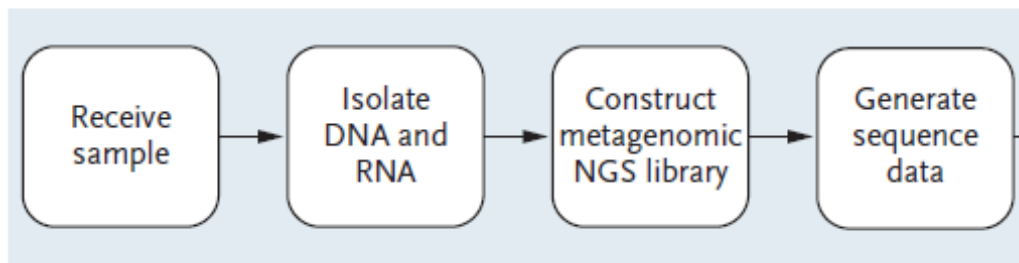 Receive
sample
Isolate
DNA and
RNA
Construct
metagenomic
NGS library
Generate
sequence
data